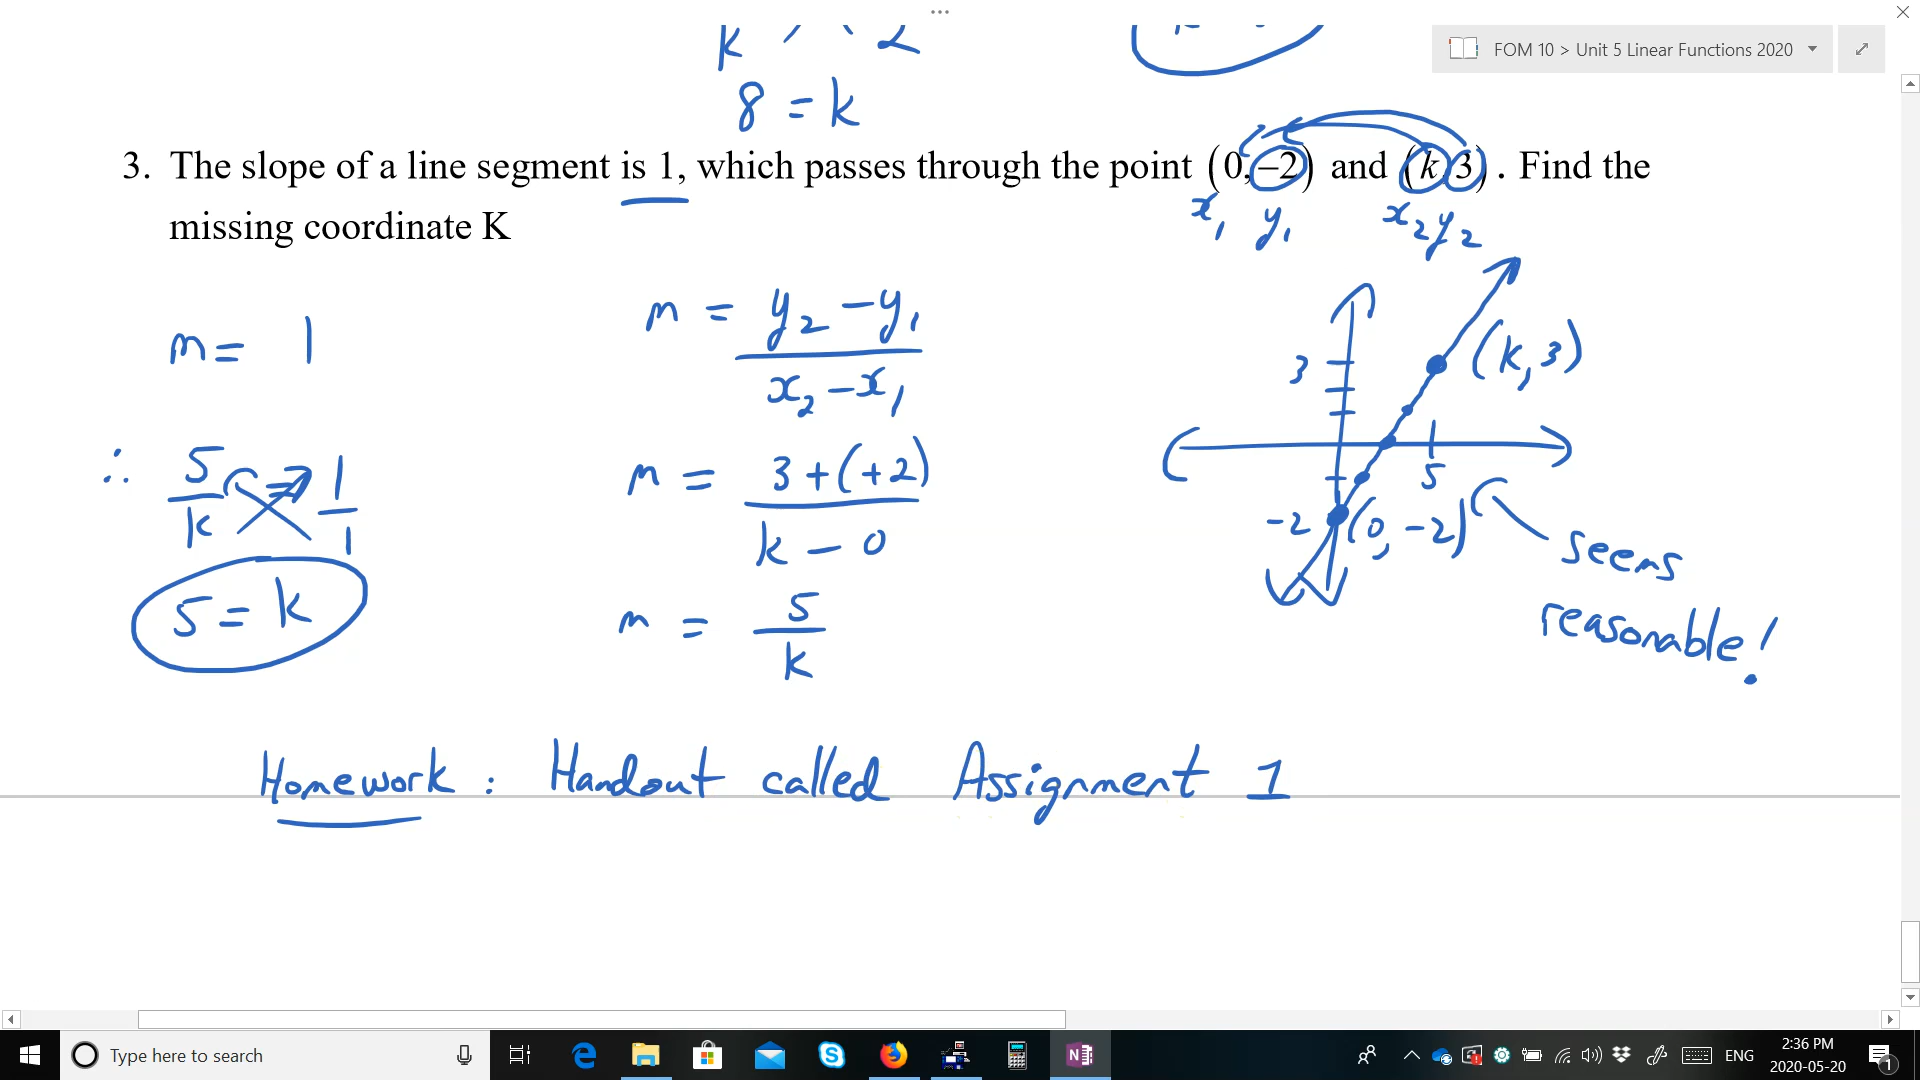 FOM 10 > Unit 5 Linear Functions 2020
8 = k
3. The slope of a line segment is 1, which passes through the point (0, −2) and (k, 3). Find the
missing coordinate K
x₁ y₁ x₂ y₂
m = 1
m = y₂ − y₁
x₂ − x₁
∴ 5 = 1
k 1
5 = k
m = 3 + (+2)
k − 0
m = 5
k
3 (k, 3)
5
−2 (0, −2)
seems
reasonable!
Homework : Handout called Assignment 1
Type here to search
ENG
2:36 PM
2020-05-20
1